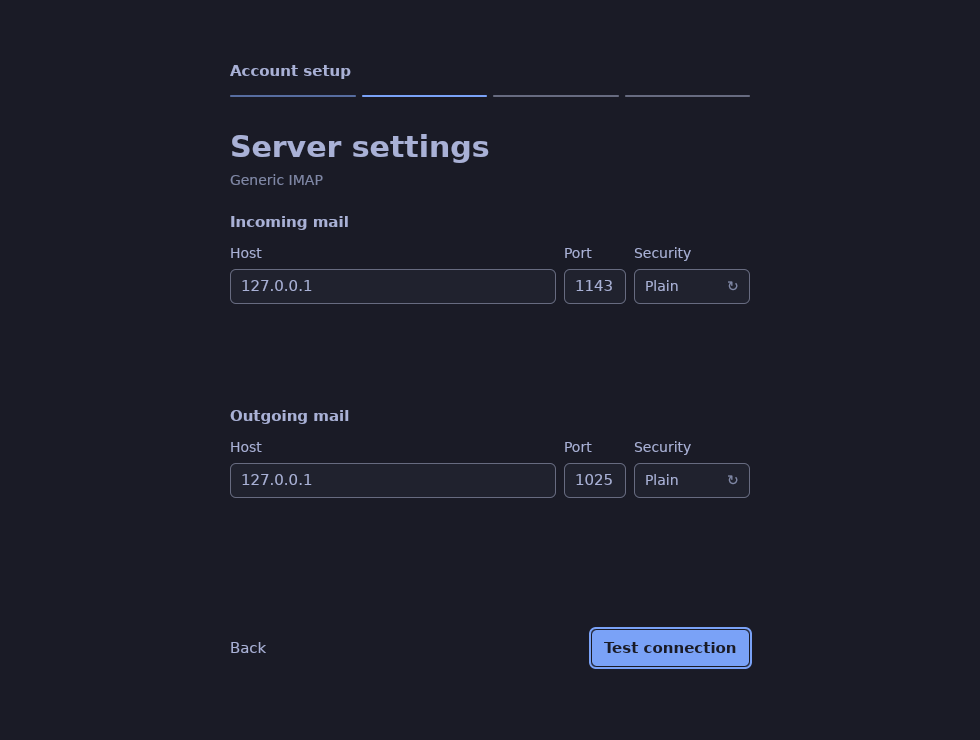 Account setup
Server settings
Generic IMAP
Incoming mail
Host Port Security
127.0.0.1 1143 Plain ↻
Outgoing mail
Host Port Security
127.0.0.1 1025 Plain ↻
Back Test connection